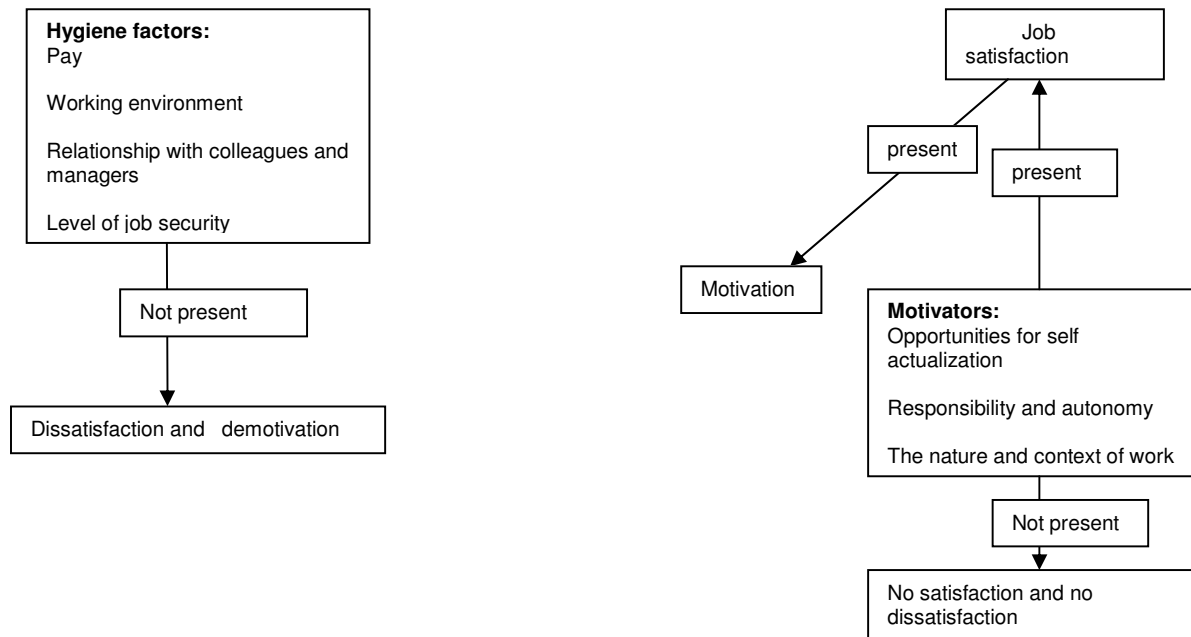 Hygiene factors:
Pay
Working environment
Relationship with colleagues and
managers
Level of job security
Not present
Dissatisfaction and demotivation
Job
satisfaction
present
present
Motivation
Motivators:
Opportunities for self
actualization
Responsibility and autonomy
The nature and context of work
Not present
No satisfaction and no
dissatisfaction